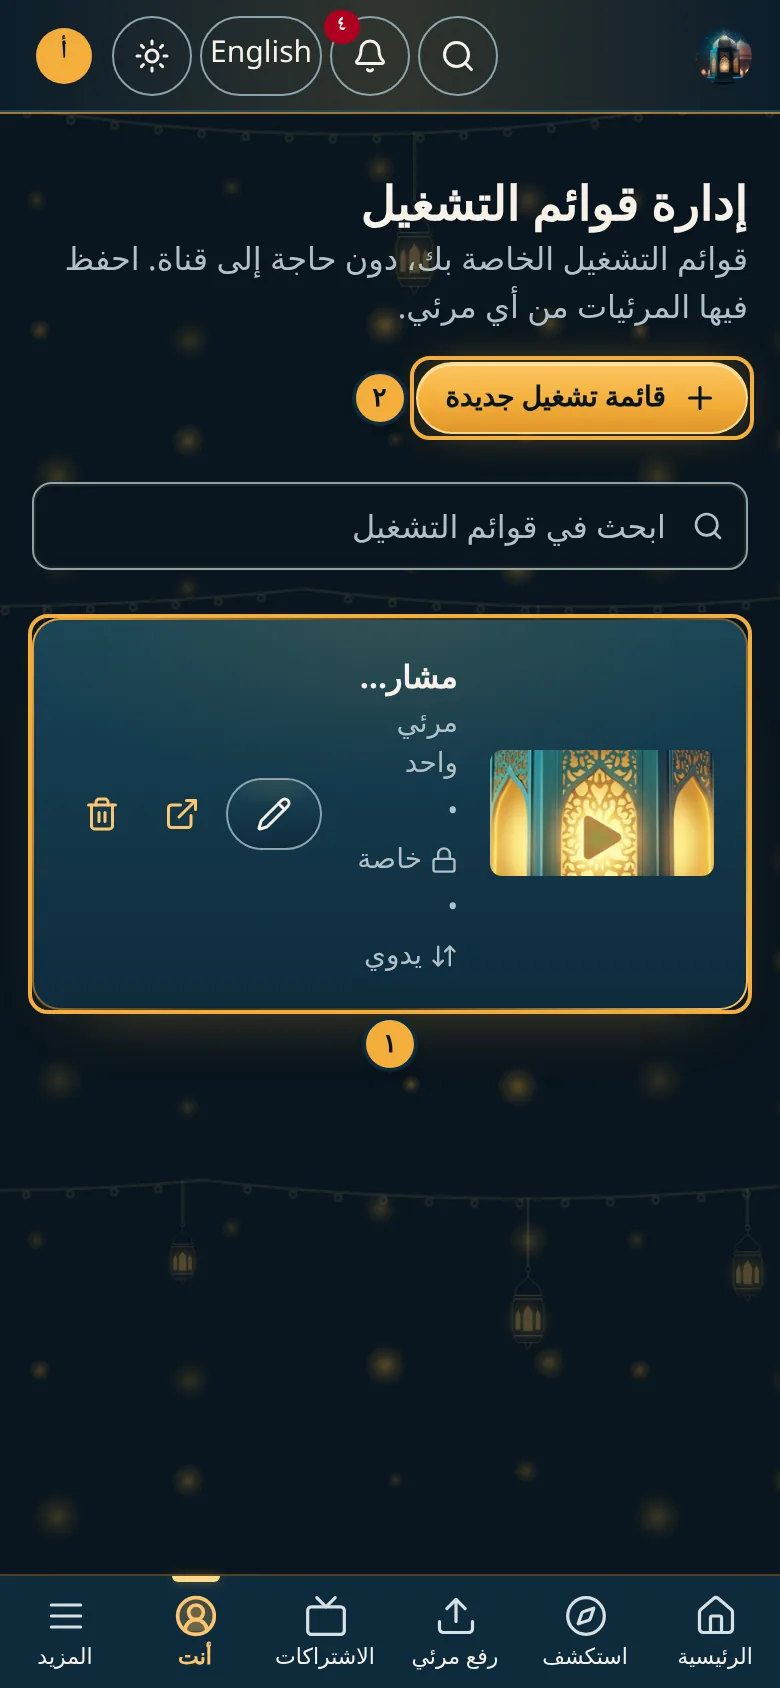 أ
English
٤
إدارة قوائم التشغيل
قوائم التشغيل الخاصة بك، دون حاجة إلى قناة. احفظ
فيها المرئيات من أي مرئي.
قائمة تشغيل جديدة
٢
ابحث في قوائم التشغيل
مشار...
مرئي
واحد
•
خاصة
•
يدوي
١
الرئيسية
استكشف
رفع مرئي
الاشتراكات
أنت
المزيد